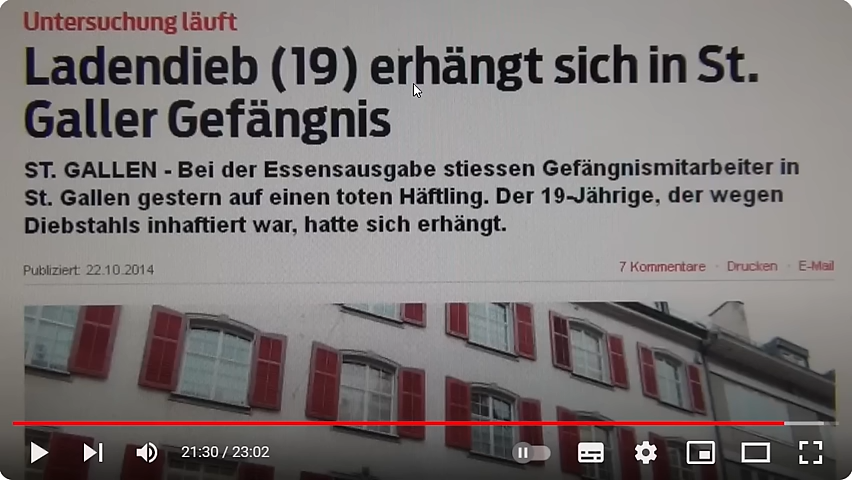 Untersuchung läuft
Ladendieb (19) erhängt sich in St.
Galler Gefängnis
ST. GALLEN - Bei der Essensausgabe stiessen Gefängnismitarbeiter in
St. Gallen gestern auf einen toten Häftling. Der 19-Jährige, der wegen
Diebstahls inhaftiert war, hatte sich erhängt.
Publiziert: 22.10.2014 7 Kommentare · Drucken · E-Mail
21:30 / 23:02